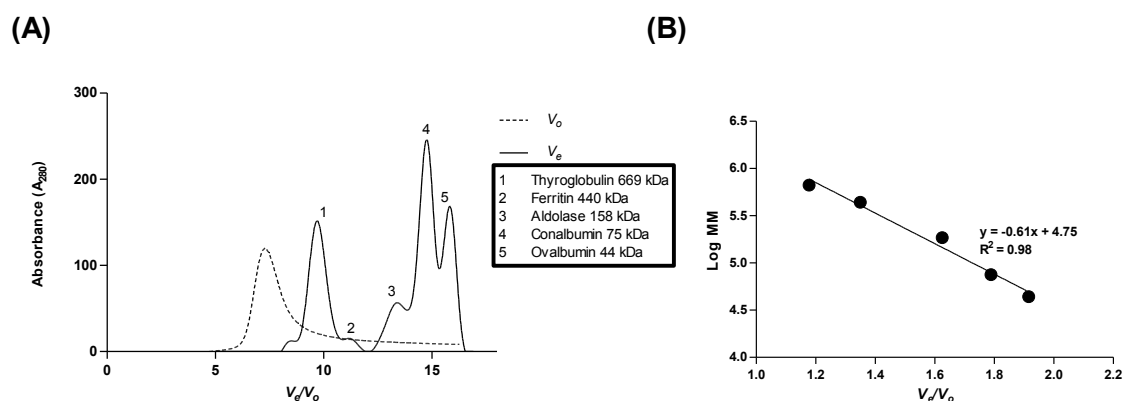 (A)
300
200
100
0
Absorbance (A280)
0 5 10 15
Ve/Vo
1
2
3
4
5
Vo
Ve
1 Thyroglobulin 669 kDa
2 Ferritin 440 kDa
3 Aldolase 158 kDa
4 Conalbumin 75 kDa
5 Ovalbumin 44 kDa
(B)
6.5
6.0
5.5
5.0
4.5
4.0
Log MM
y = -0.61x + 4.75
R2 = 0.98
1.0 1.2 1.4 1.6 1.8 2.0 2.2
Ve/Vo